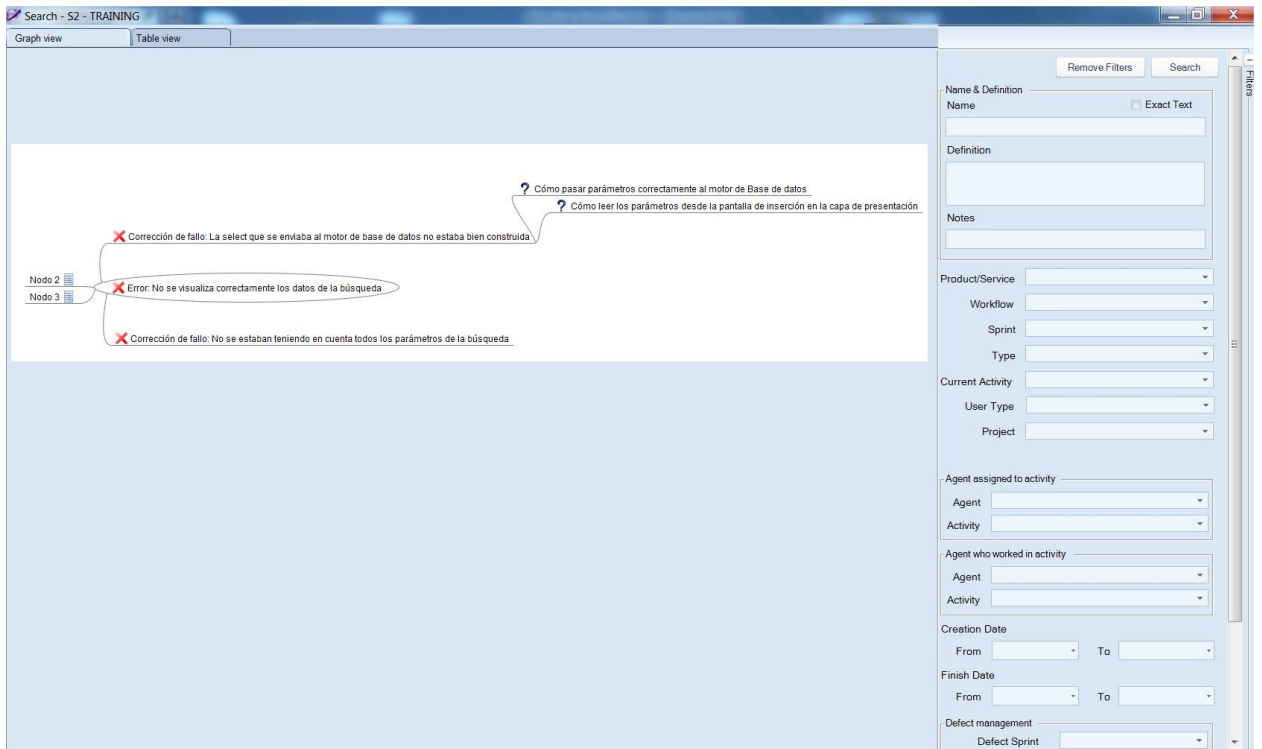 Search - S2 - TRAINING
Graph view
Table view
Cómo pasar parámetros correctamente al motor de Base de datos
Cómo leer los parámetros desde la pantalla de inserción en la capa de presentación
Corrección de fallo: La select que se enviaba al motor de base de datos no estaba bien construida
Nodo 2
Nodo 3
Error: No se visualiza correctamente los datos de la búsqueda
Corrección de fallo: No se estaban teniendo en cuenta todos los parámetros de la búsqueda
Remove Filters
Search
Filters
Name & Definition
Name
Exact Text
Definition
Notes
Product/Service
Workflow
Sprint
Type
Current Activity
User Type
Project
Agent assigned to activity
Agent
Activity
Agent who worked in activity
Agent
Activity
Creation Date
From
To
Finish Date
From
To
Defect management
Defect Sprint